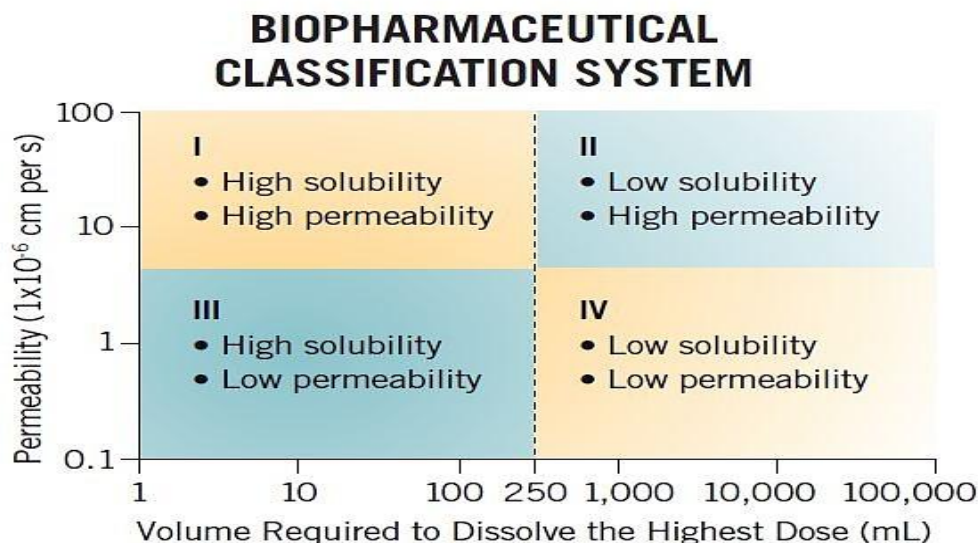 BIOPHARMACEUTICAL
CLASSIFICATION SYSTEM
Permeability (1x10⁻⁶ cm per s)
100
10
1
0.1
I
• High solubility
• High permeability
II
• Low solubility
• High permeability
III
• High solubility
• Low permeability
IV
• Low solubility
• Low permeability
1 10 100 250 1,000 10,000 100,000
Volume Required to Dissolve the Highest Dose (mL)